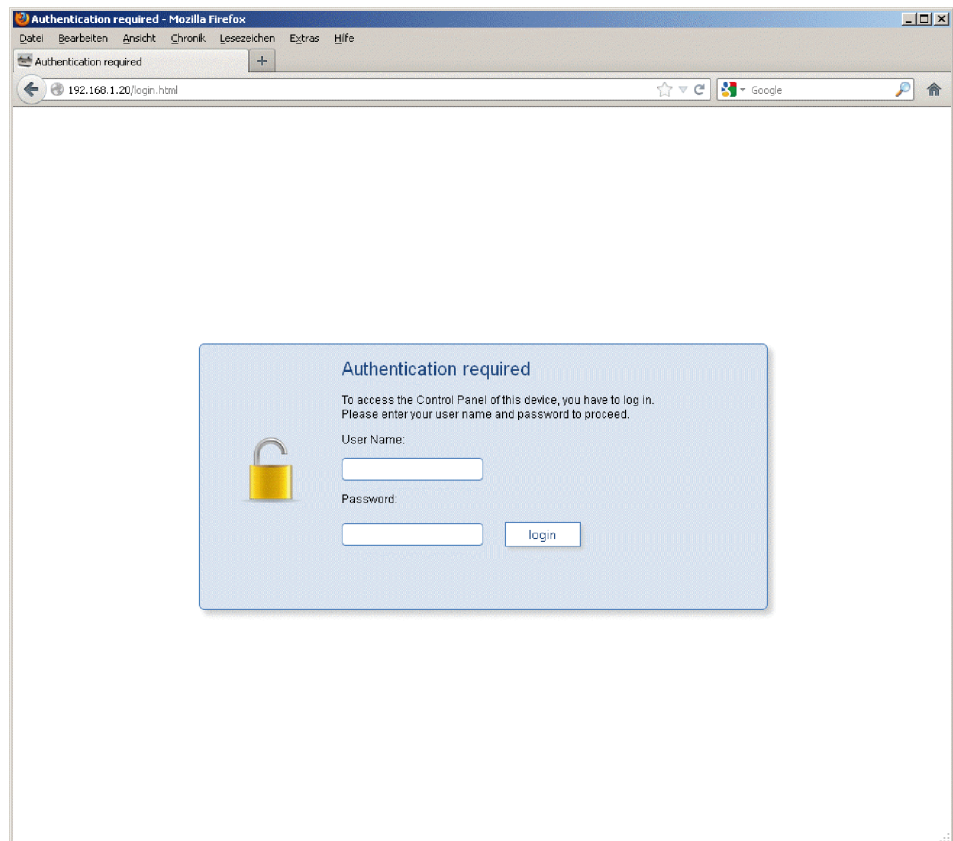 Authentication required - Mozilla Firefox
Datei Bearbeiten Ansicht Chronik Lesezeichen Extras Hilfe
Authentication required
192.168.1.20/login.html Google
Authentication required
To access the Control Panel of this device, you have to log in.
Please enter your user name and password to proceed.
User Name:
Password:
login